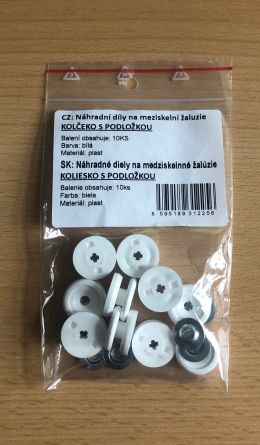 CZ: Náhradní díly na meziskelní žaluzie
KOLČEKO S PODLOŽKOU
Balení obsahuje: 10KS
Barva: bílá
Materiál: plast
SK: Náhradné diely na medziskelnné žalúzie
KOLIESKO S PODLOŽKOU
Balenie obsahuje: 10ks
Farba: biela
Materiál: plast
8 595189 312256